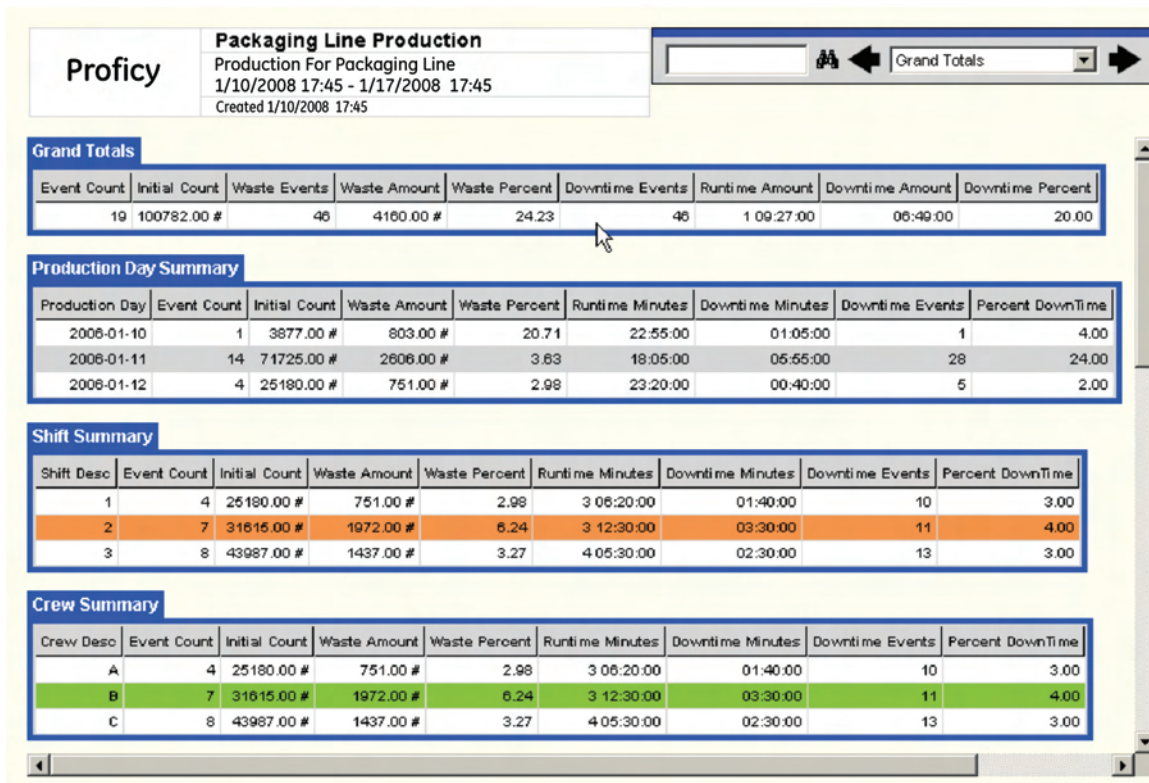 Proficy
Packaging Line Production
Production For Packaging Line
1/10/2008 17:45 - 1/17/2008 17:45
Created 1/10/2008 17:45
Grand Totals
Grand Totals
Event Count Initial Count Waste Events Waste Amount Waste Percent Downtime Events Runtime Amount Downtime Amount Downtime Percent
19 100782.00 # 46 4160.00 # 24.23 46 1 09:27:00 06:49:00 20.00
Production Day Summary
Production Day Event Count Initial Count Waste Amount Waste Percent Runtime Minutes Downtime Minutes Downtime Events Percent DownTime
2006-01-10 1 3877.00 # 803.00 # 20.71 22:55:00 01:05:00 1 4.00
2006-01-11 14 71725.00 # 2606.00 # 3.63 18:05:00 05:55:00 28 24.00
2006-01-12 4 25180.00 # 751.00 # 2.98 23:20:00 00:40:00 5 2.00
Shift Summary
Shift Desc Event Count Initial Count Waste Amount Waste Percent Runtime Minutes Downtime Minutes Downtime Events Percent DownTime
1 4 25180.00 # 751.00 # 2.98 3 06:20:00 01:40:00 10 3.00
2 7 31615.00 # 1972.00 # 6.24 3 12:30:00 03:30:00 11 4.00
3 8 43987.00 # 1437.00 # 3.27 4 05:30:00 02:30:00 13 3.00
Crew Summary
Crew Desc Event Count Initial Count Waste Amount Waste Percent Runtime Minutes Downtime Minutes Downtime Events Percent DownTime
A 4 25180.00 # 751.00 # 2.98 3 06:20:00 01:40:00 10 3.00
B 7 31615.00 # 1972.00 # 6.24 3 12:30:00 03:30:00 11 4.00
C 8 43987.00 # 1437.00 # 3.27 4 05:30:00 02:30:00 13 3.00